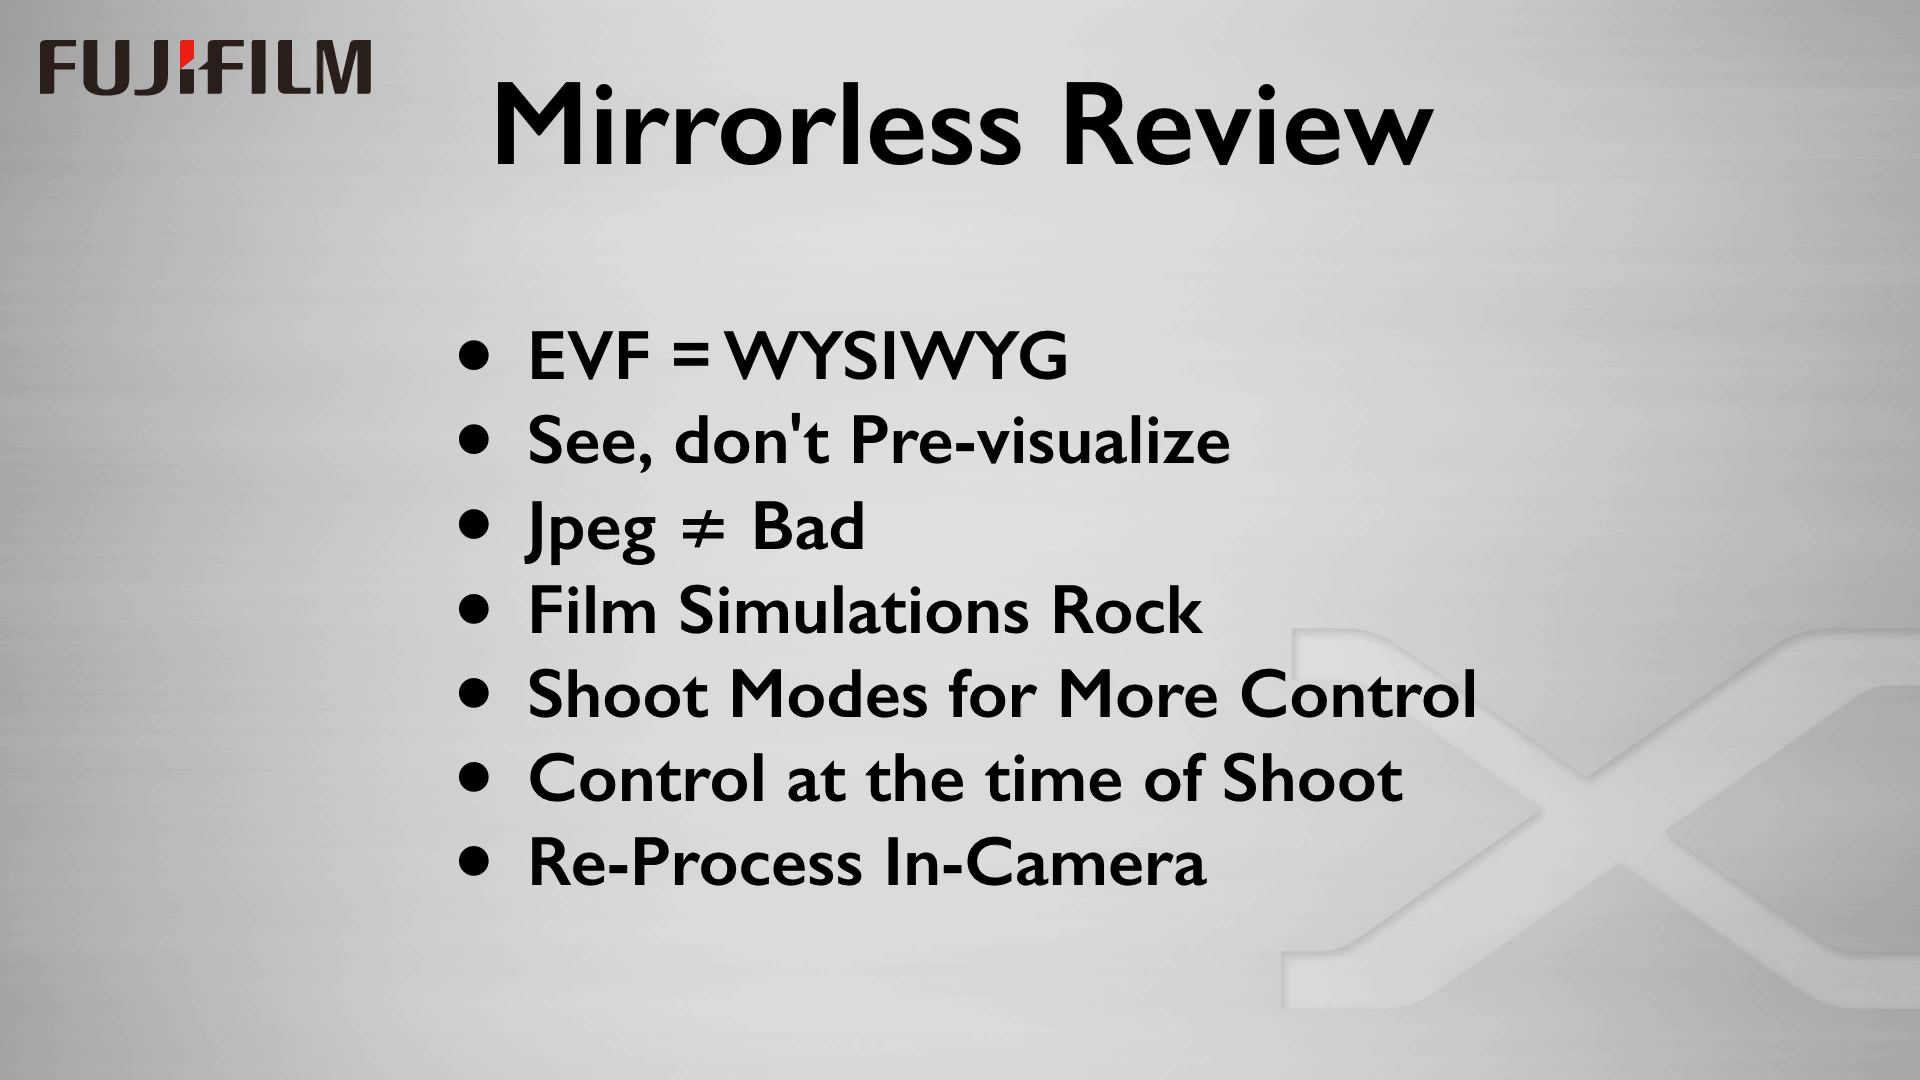 FUJIFILM
Mirrorless Review
• EVF = WYSIWYG
• See, don't Pre-visualize
• Jpeg ≠ Bad
• Film Simulations Rock
• Shoot Modes for More Control
• Control at the time of Shoot
• Re-Process In-Camera